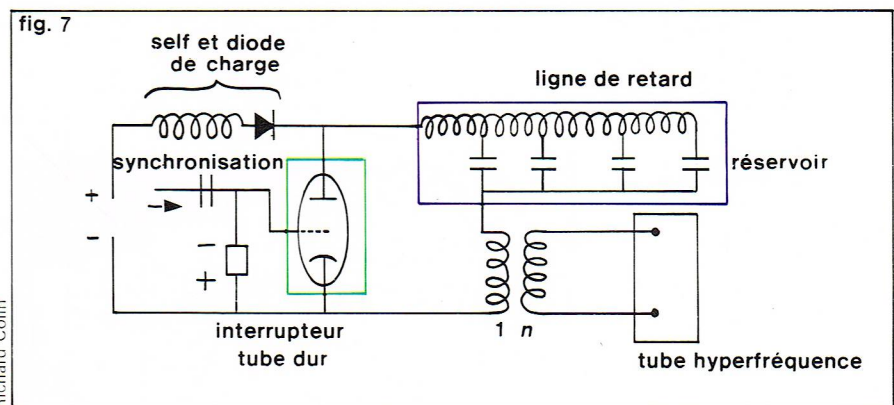 fig. 7
self et diode
de charge
ligne de retard
synchronisation
réservoir
+
-
-
+
interrupteur
tube dur
1 n
tube hyperfréquence